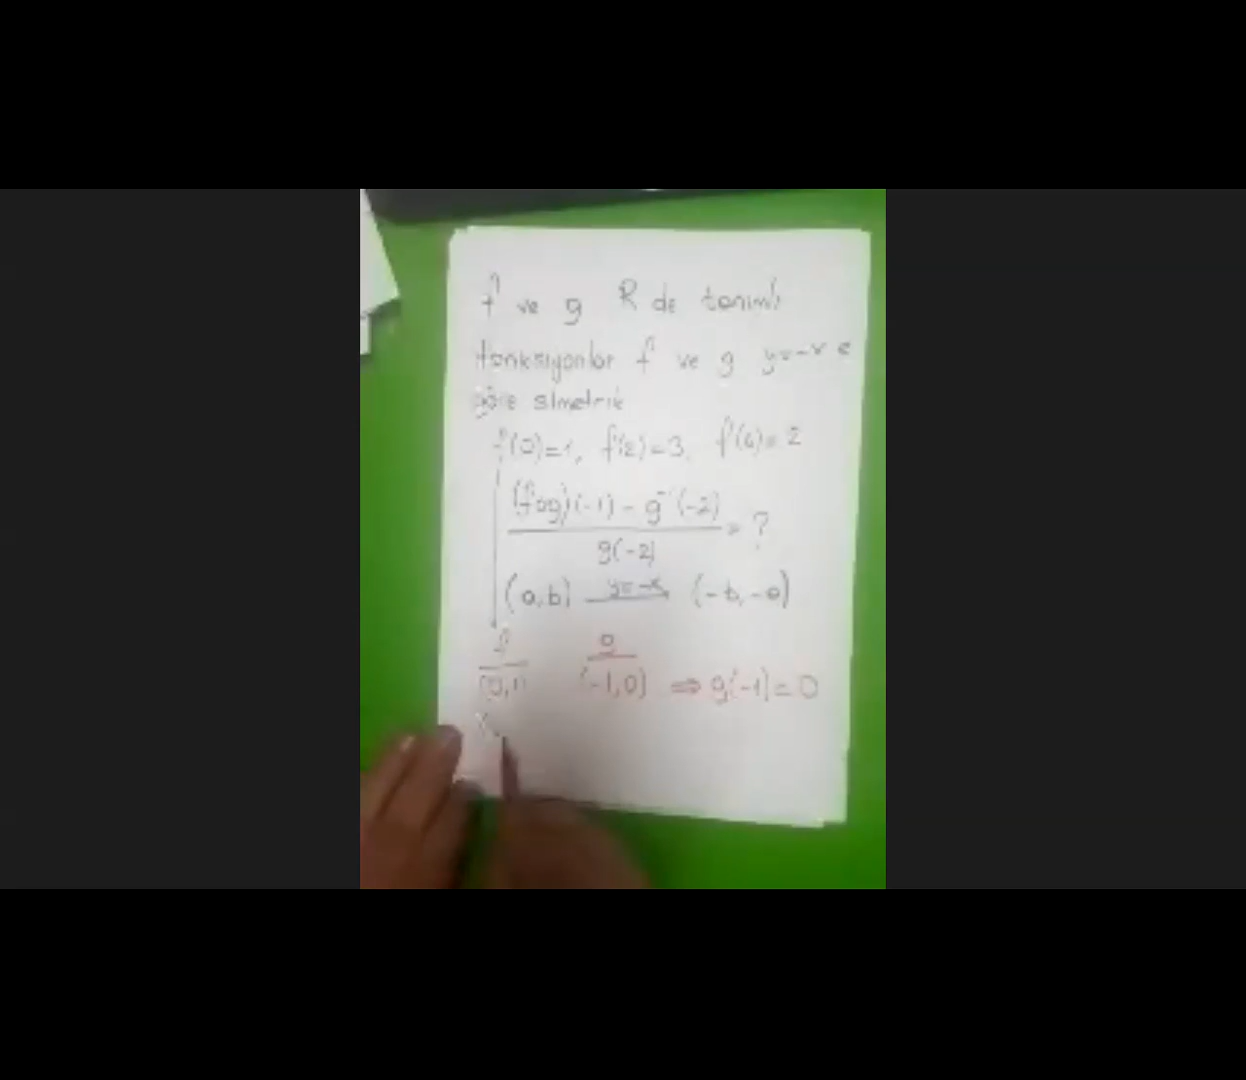 f ve g R de tanımlı
fonksiyonlar f ve g y=-x e
göre simetrik
f(0)=1, f(2)=3, f(4)=2
(fog)(-1) - g⁻¹(-2)
g(-2)
= ?
(a,b) y=-x (-b,-a)
f g
(0,1) (-1,0) ⇒ g(-1)=0